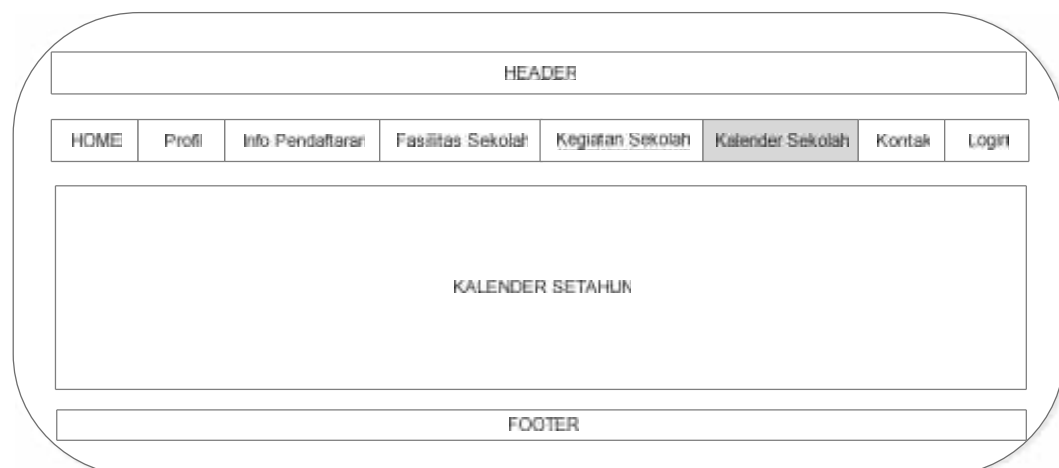 HEADER
HOME Profil Info Pendaftaran Fasilitas Sekolah Kegiatan Sekolah Kalender Sekolah Kontak Login
KALENDER SETAHUN
FOOTER